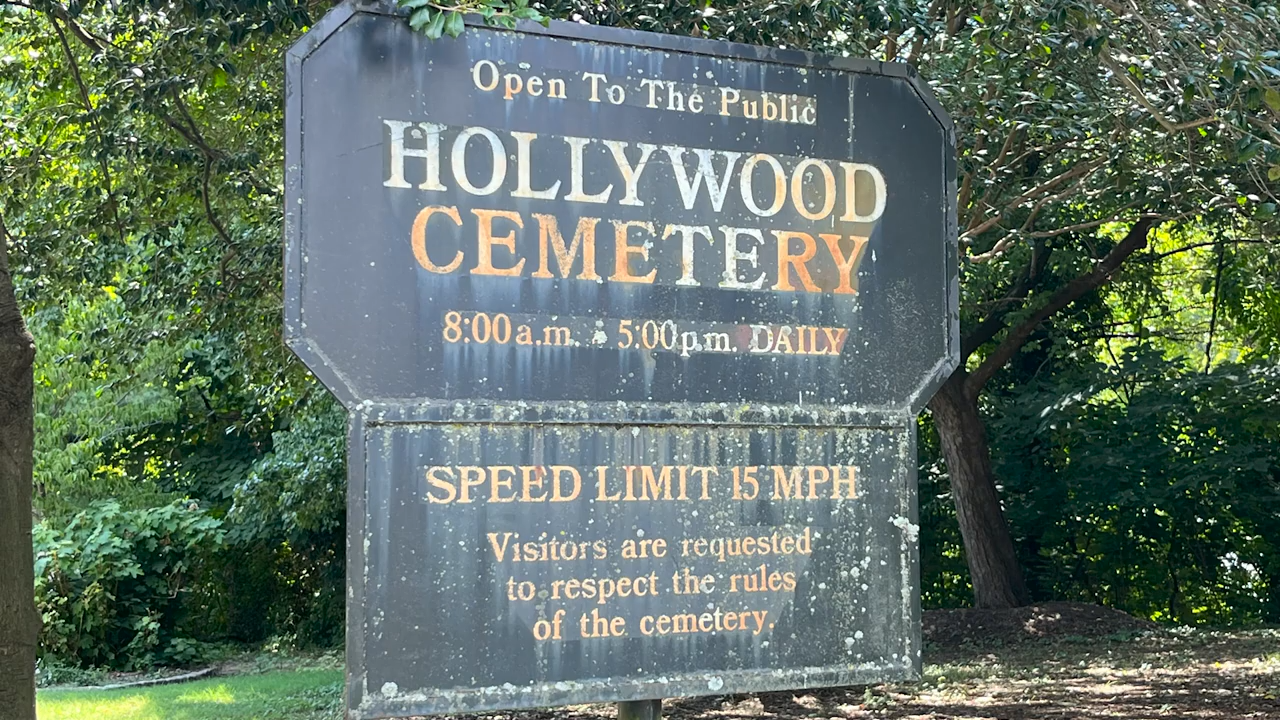 Open To The Public
HOLLYWOOD
CEMETERY
8:00 a.m. - 5:00 p.m. DAILY
SPEED LIMIT 15 MPH
Visitors are requested
to respect the rules
of the cemetery.